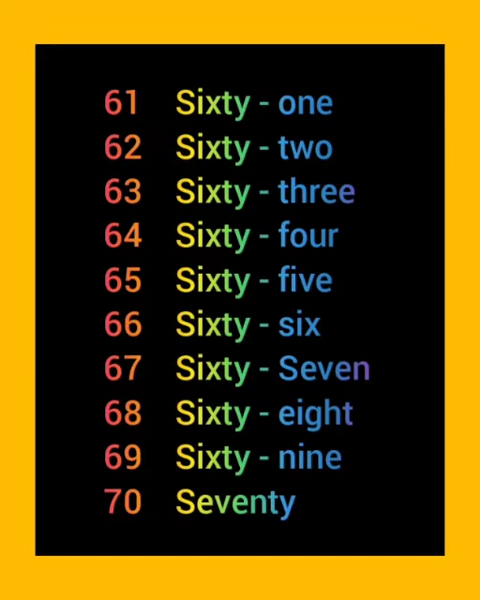 61 Sixty - one
62 Sixty - two
63 Sixty - three
64 Sixty - four
65 Sixty - five
66 Sixty - six
67 Sixty - Seven
68 Sixty - eight
69 Sixty - nine
70 Seventy